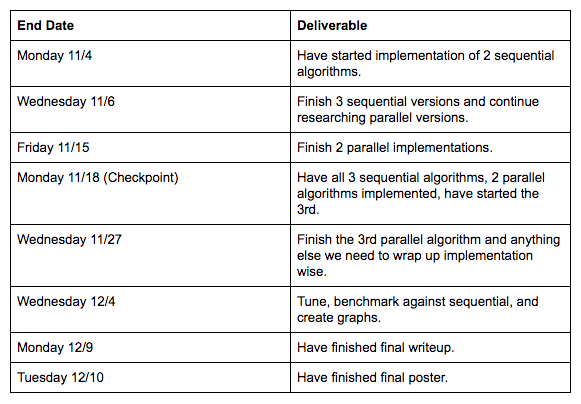 End Date
Deliverable
Monday 11/4
Have started implementation of 2 sequential
algorithms.
Wednesday 11/6
Finish 3 sequential versions and continue
researching parallel versions.
Friday 11/15
Finish 2 parallel implementations.
Monday 11/18 (Checkpoint)
Have all 3 sequential algorithms, 2 parallel
algorithms implemented, have started the
3rd.
Wednesday 11/27
Finish the 3rd parallel algorithm and anything
else we need to wrap up implementation
wise.
Wednesday 12/4
Tune, benchmark against sequential, and
create graphs.
Monday 12/9
Have finished final writeup.
Tuesday 12/10
Have finished final poster.